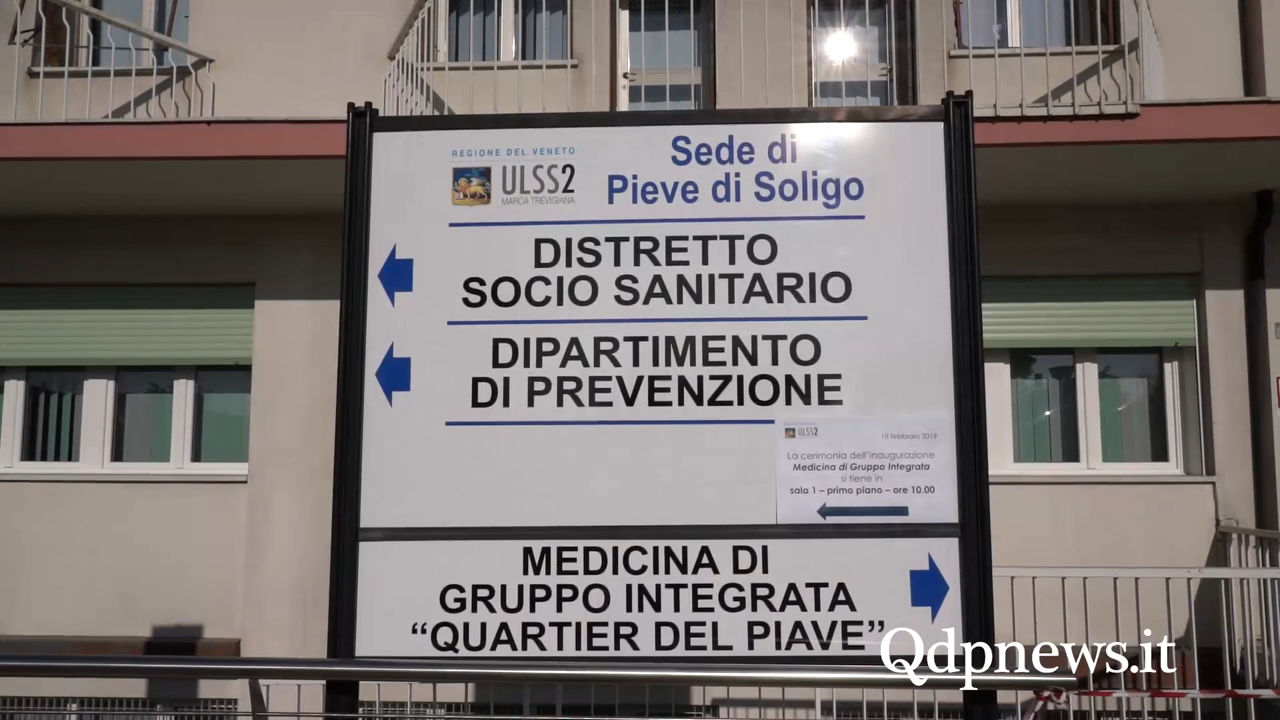 REGIONE DEL VENETO
ULSS2
MARCA TREVIGIANA
Sede di
Pieve di Soligo
DISTRETTO
SOCIO SANITARIO
DIPARTIMENTO
DI PREVENZIONE
ULSS2
18 febbraio 2019
La cerimonia dell'inaugurazione
Medicina di Gruppo Integrata
si tiene in
sala 1 – primo piano – ore 10.00
MEDICINA DI
GRUPPO INTEGRATA
“QUARTIER DEL PIAVE”
Qdpnews.it